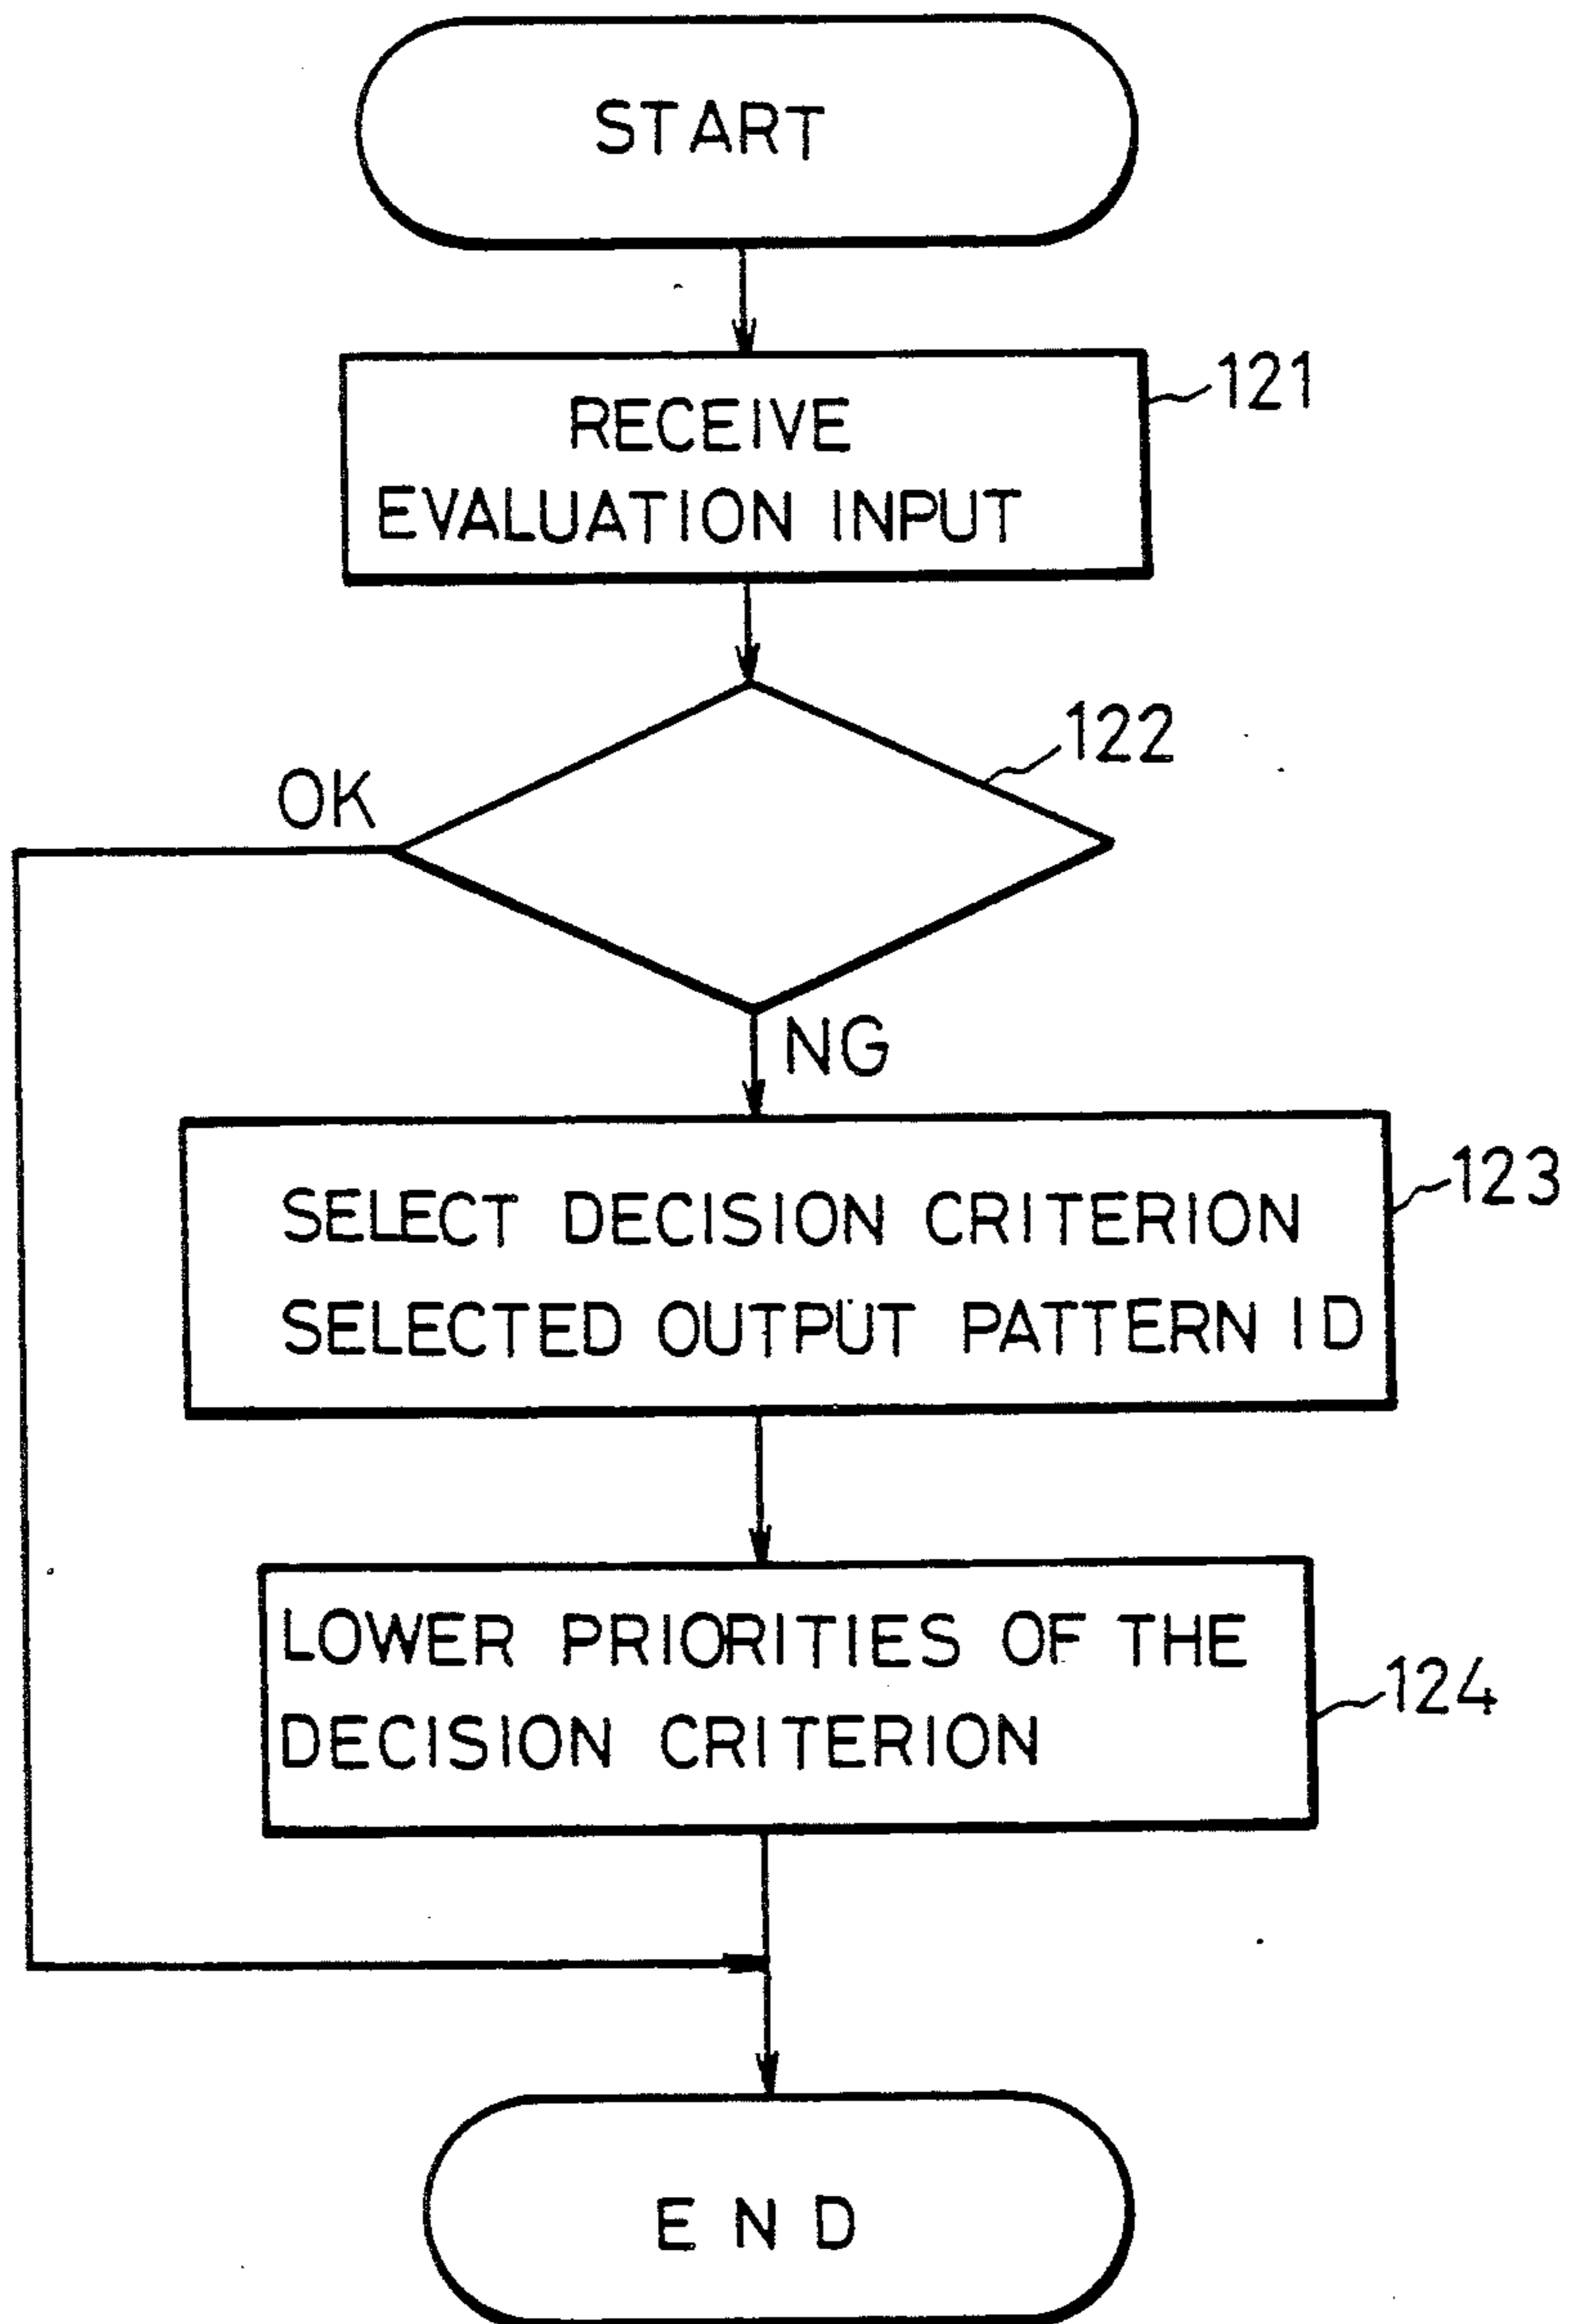 START
RECEIVE
EVALUATION INPUT
121
122
OK
NG
SELECT DECISION CRITERION
SELECTED OUTPUT PATTERN ID
123
LOWER PRIORITIES OF THE
DECISION CRITERION
124
END